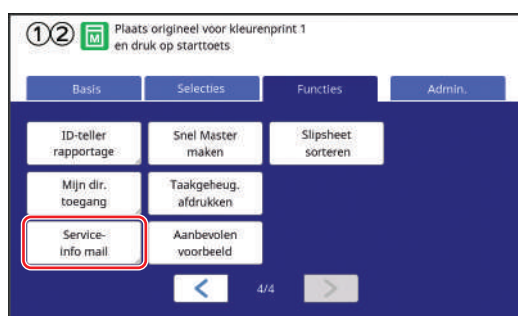 ①② M Plaats origineel voor kleurenprint 1
en druk op starttoets
Basis Selecties Functies Admin.
ID-teller
rapportage
Snel Master
maken
Slipsheet
sorteren
Mijn dir.
toegang
Taakgeheug.
afdrukken
Service-
info mail
Aanbevolen
voorbeeld
< 4/4 >